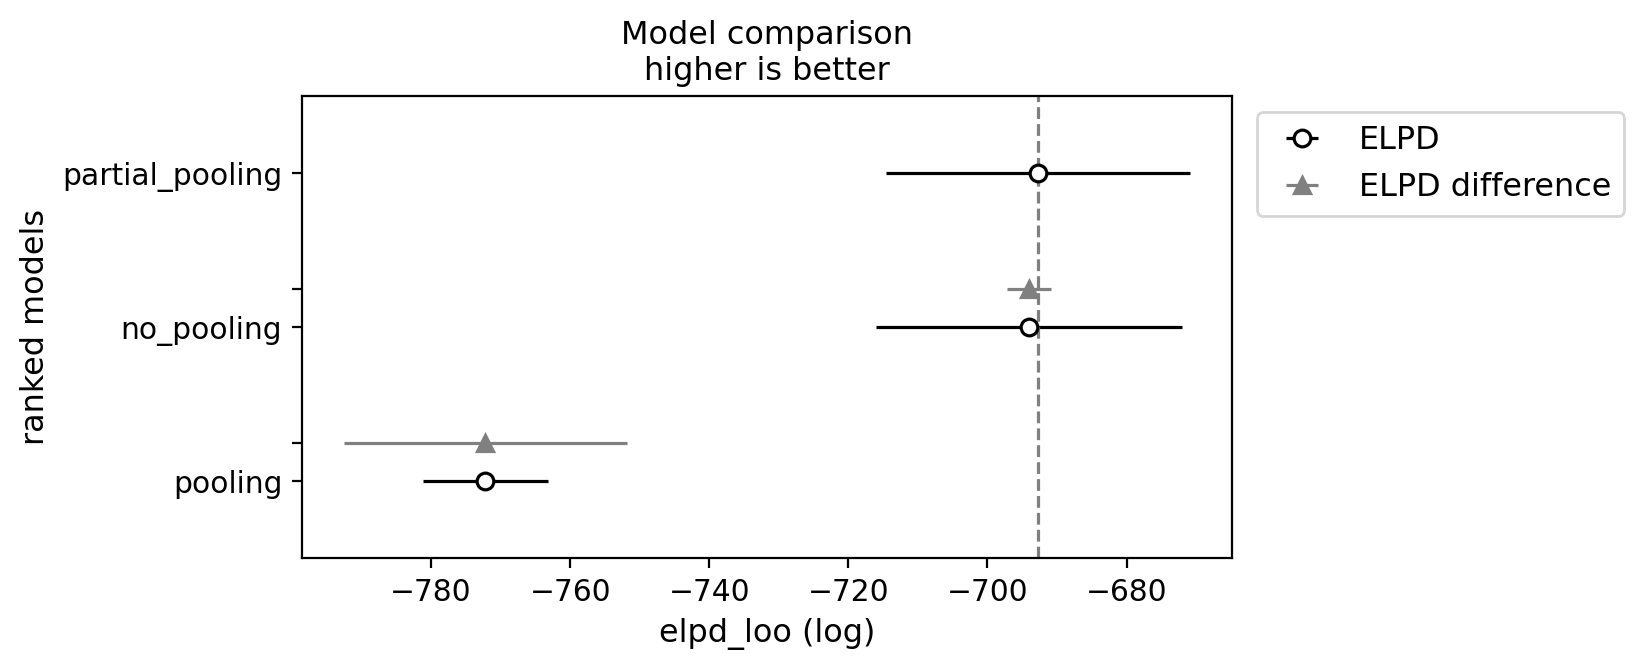 Model comparison
higher is better
ELPD
ELPD difference
ranked models
partial_pooling
no_pooling
pooling
−780 −760 −740 −720 −700 −680
elpd_loo (log)